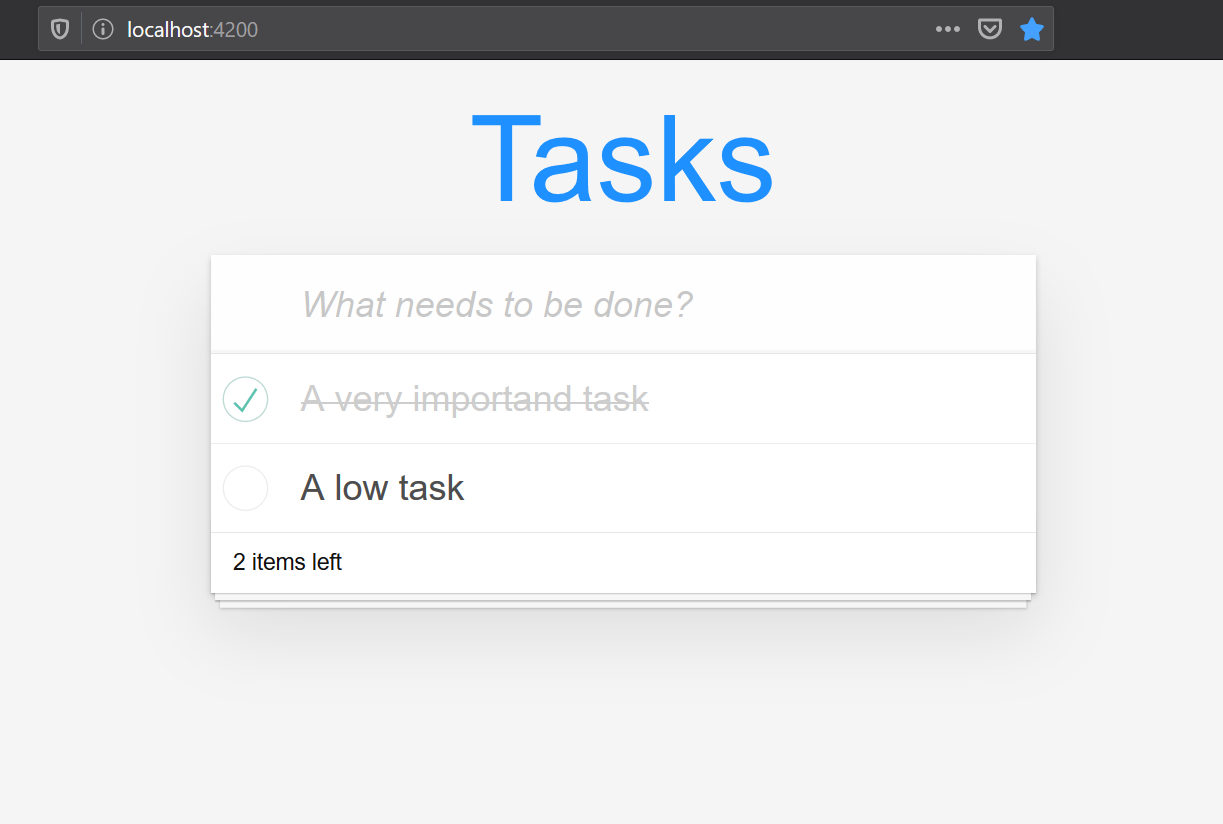 localhost:4200
Tasks
What needs to be done?
A very importand task
A low task
2 items left